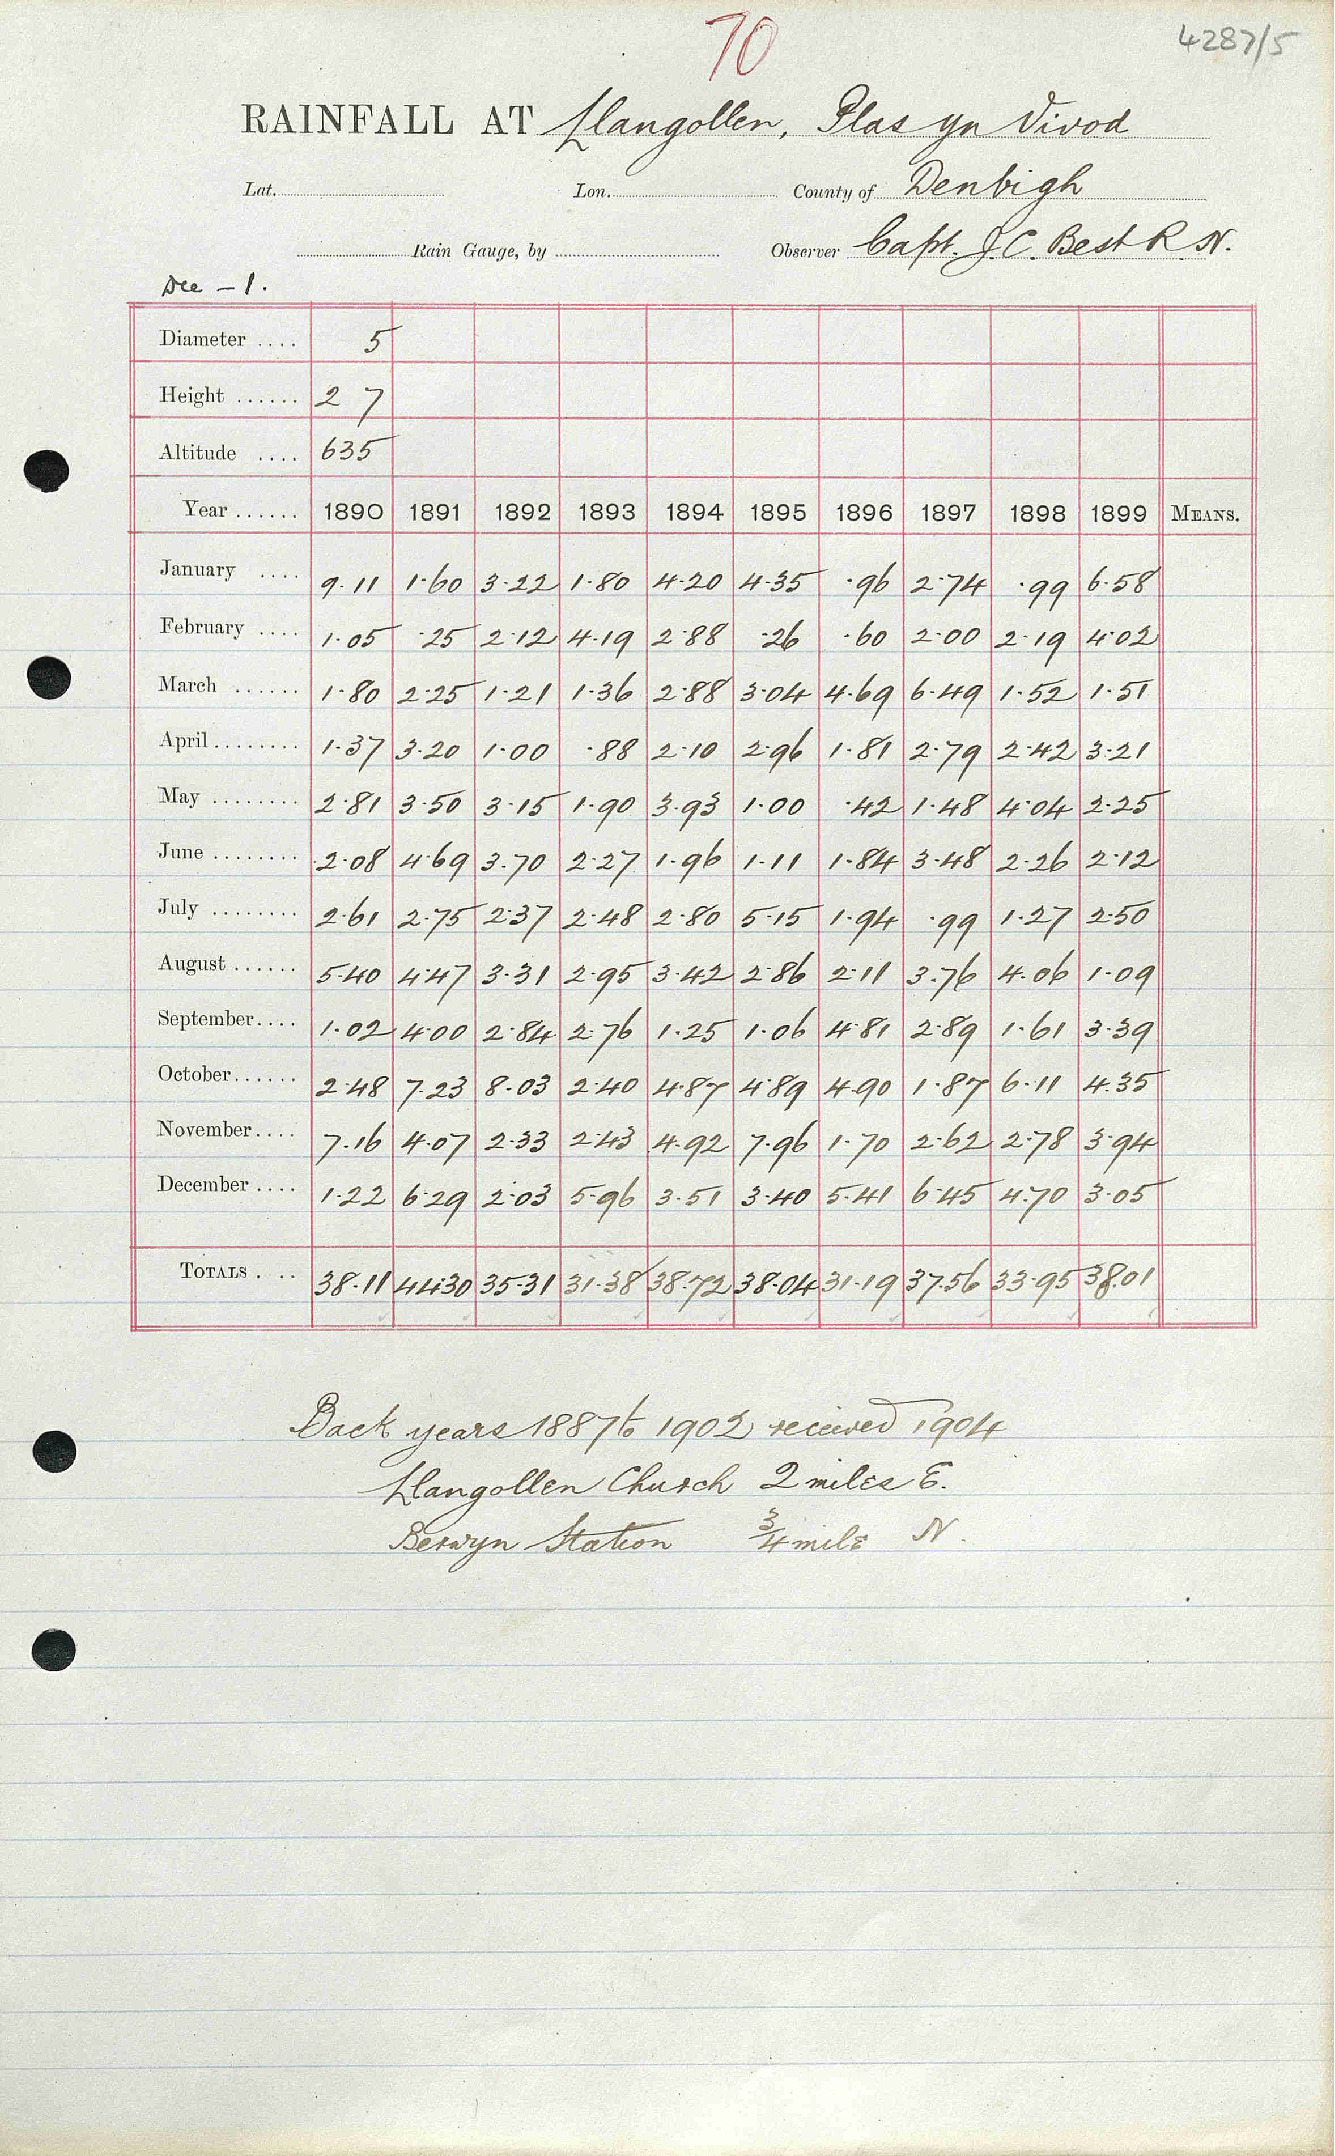 70
4287/5
RAINFALL AT Llangollen, Plas yn Vivod
Lat. Lon. County of Denbigh
Rain Gauge, by Observer Capt. J C. Best R N.
Dee - 1.
Diameter .... 5
Height ...... 2 7
Altitude .... 635
Year ...... 1890 1891 1892 1893 1894 1895 1896 1897 1898 1899 MEANS.
January .... 9.11 1.60 3.22 1.80 4.20 4.35 .96 2.74 .99 6.58
February .... 1.05 .25 2.12 4.19 2.88 .26 .60 2.00 2.19 4.02
March ...... 1.80 2.25 1.21 1.36 2.88 3.04 4.69 6.49 1.52 1.51
April ........ 1.37 3.20 1.00 .88 2.10 2.96 1.81 2.79 2.42 3.21
May ........ 2.81 3.50 3.15 1.90 3.93 1.00 .42 1.48 4.04 2.25
June ........ 2.08 4.69 3.70 2.27 1.96 1.11 1.84 3.48 2.26 2.12
July ........ 2.61 2.75 2.37 2.48 2.80 5.15 1.94 .99 1.27 2.50
August ...... 5.40 4.47 3.31 2.95 3.42 2.86 2.11 3.76 4.06 1.09
September.... 1.02 4.00 2.84 2.76 1.25 1.06 4.81 2.89 1.61 3.39
October...... 2.48 7.23 8.03 2.40 4.87 4.89 4.90 1.87 6.11 4.35
November.... 7.16 4.07 2.33 2.43 4.92 7.96 1.70 2.62 2.78 3.94
December .... 1.22 6.29 2.03 5.96 3.51 3.40 5.41 6.45 4.70 3.05
TOTALS .... 38.11 44.30 35.31 31.38 38.72 38.04 31.19 37.56 33.95 38.01
Back years 1887 to 1902 received 1904
Llangollen Church 2 miles E.
Berwyn Station 3/4 mile N.